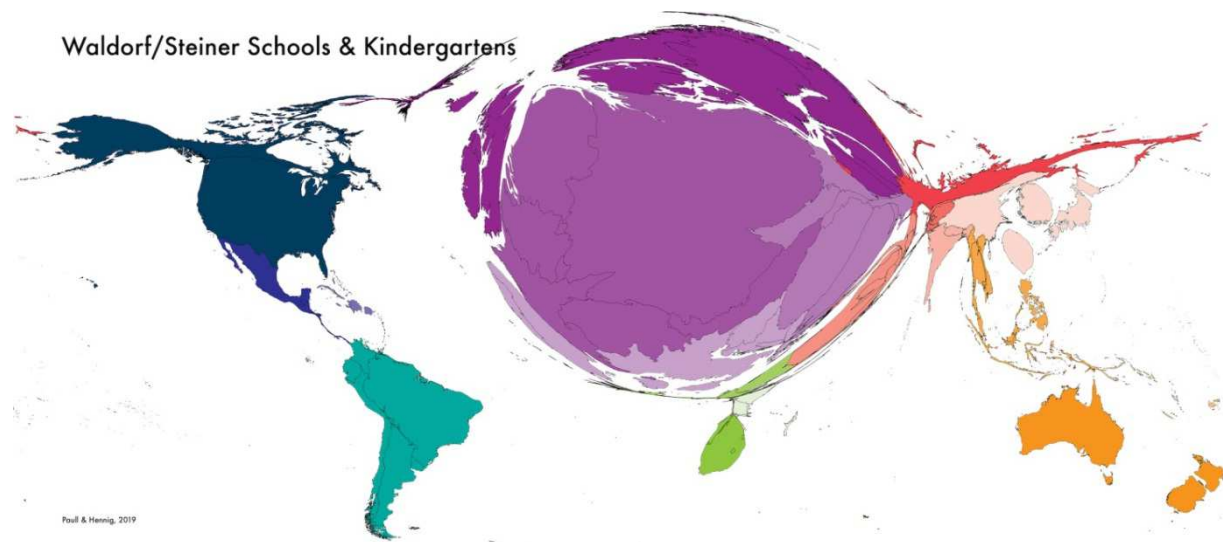 Waldorf/Steiner Schools & Kindergartens
Paull & Hennig, 2019